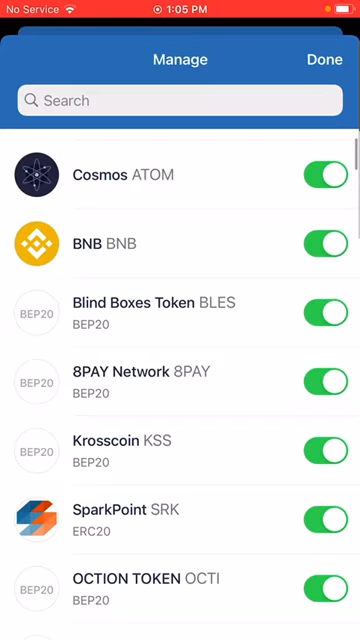 No Service 1:05 PM
Manage Done
Search
Cosmos ATOM
BNB BNB
BEP20 Blind Boxes Token BLES
BEP20
BEP20 8PAY Network 8PAY
BEP20
BEP20 Krosscoin KSS
BEP20
SparkPoint SRK
ERC20
BEP20 OCTION TOKEN OCTI
BEP20